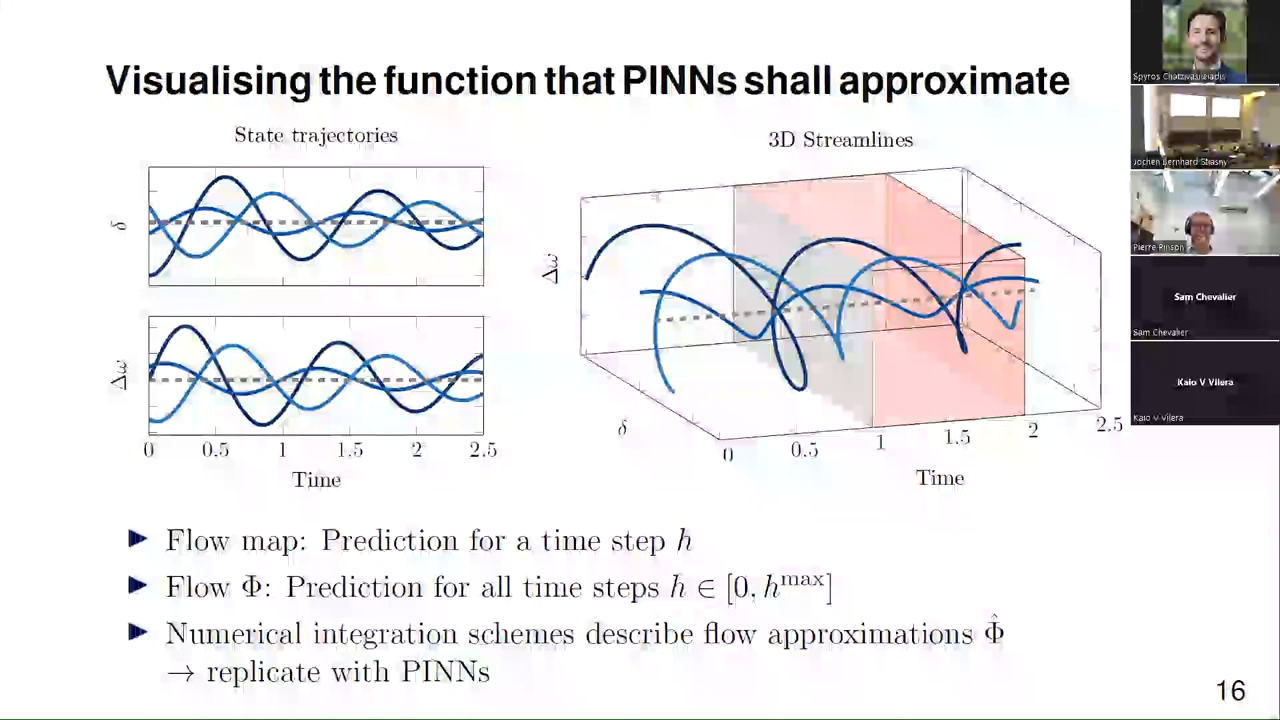 Visualising the function that PINNs shall approximate
State trajectories
δ
Δω
0 0.5 1 1.5 2 2.5
Time
3D Streamlines
Δω
δ
0 0.5 1 1.5 2 2.5
Time
▶ Flow map: Prediction for a time step h
▶ Flow Φ: Prediction for all time steps h ∈ [0, h^max]
▶ Numerical integration schemes describe flow approximations Φ̂
→ replicate with PINNs
16
Spyros Chatzivasileiadis
Jochen Bernhard Stiasny
Pierre Pinson
Sam Chevalier
Sam Chevalier
Kaio V Vilera
Kaio V Vilera